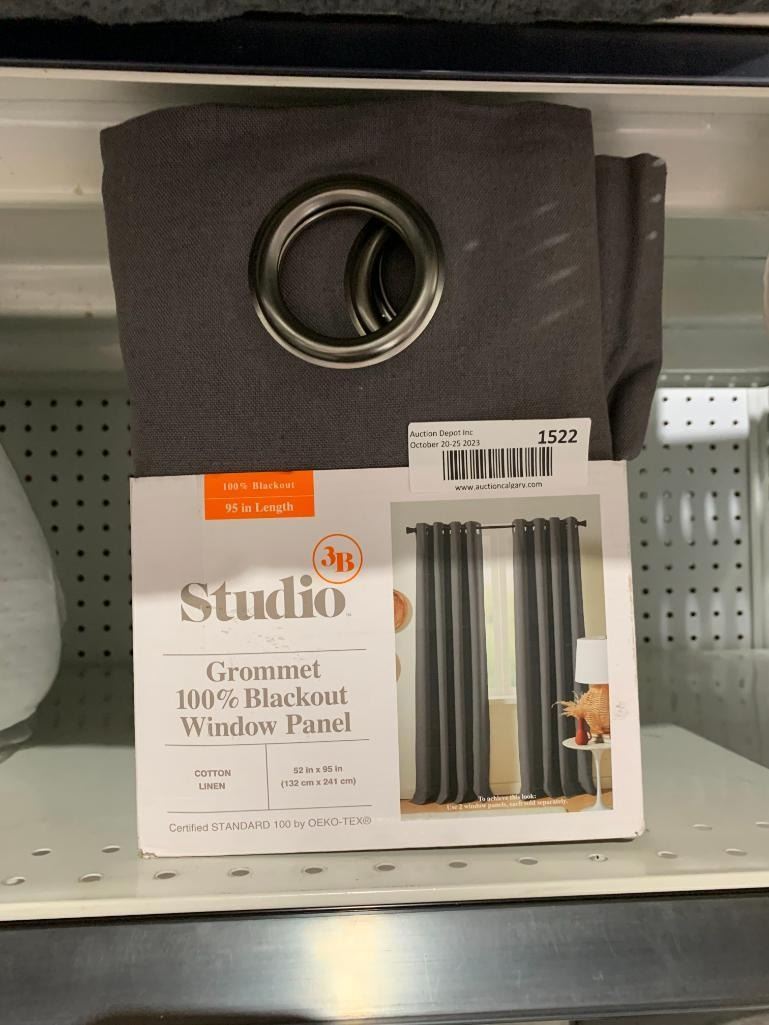 Auction Depot Inc
October 20-25 2023
1522
www.auctioncalgary.com
100% Blackout
95 in Length
3B
Studio™
Grommet
100% Blackout
Window Panel
COTTON
LINEN
52 in x 95 in
(132 cm x 241 cm)
Certified STANDARD 100 by OEKO-TEX®
To achieve this look:
Use 2 window panels, each sold separately.